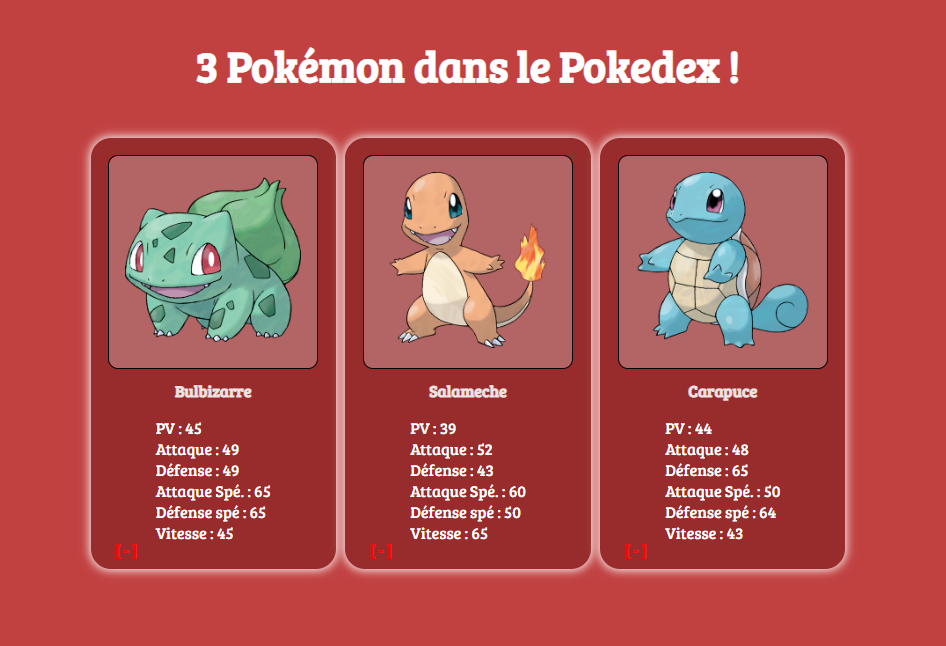 3 Pokémon dans le Pokedex !
Bulbizarre
PV : 45
Attaque : 49
Défense : 49
Attaque Spé. : 65
Défense spé : 65
Vitesse : 45
[-]
Salameche
PV : 39
Attaque : 52
Défense : 43
Attaque Spé. : 60
Défense spé : 50
Vitesse : 65
[-]
Carapuce
PV : 44
Attaque : 48
Défense : 65
Attaque Spé. : 50
Défense spé : 64
Vitesse : 43
[-]